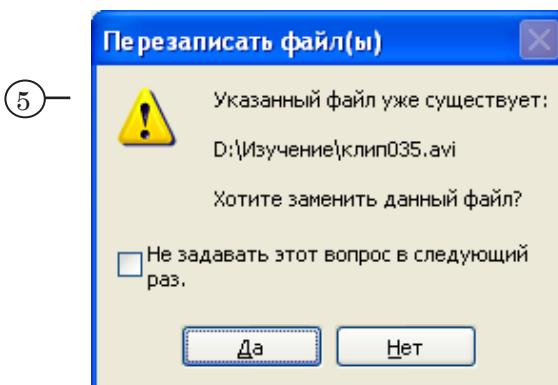 Перезаписать файл(ы)
5
Указанный файл уже существует:
D:\Изучение\клип035.avi
Хотите заменить данный файл?
Не задавать этот вопрос в следующий
раз.
Да
Нет